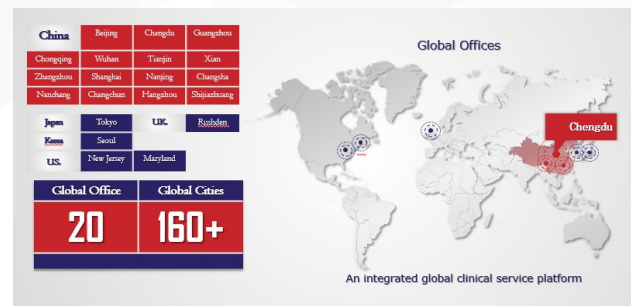 China Beijing Chengdu Guangzhou
Chongqing Wuhan Tianjin Xian
Zhengzhou Shanghai Nanjing Changsha
Nanchang Changchun Hangzhou Shijiazhuang
Japan Tokyo U.K. Rushden
Korea Seoul
U.S. New Jersey Maryland
Global Office Global Cities
20 160+
Global Offices
Chengdu
An integrated global clinical service platform